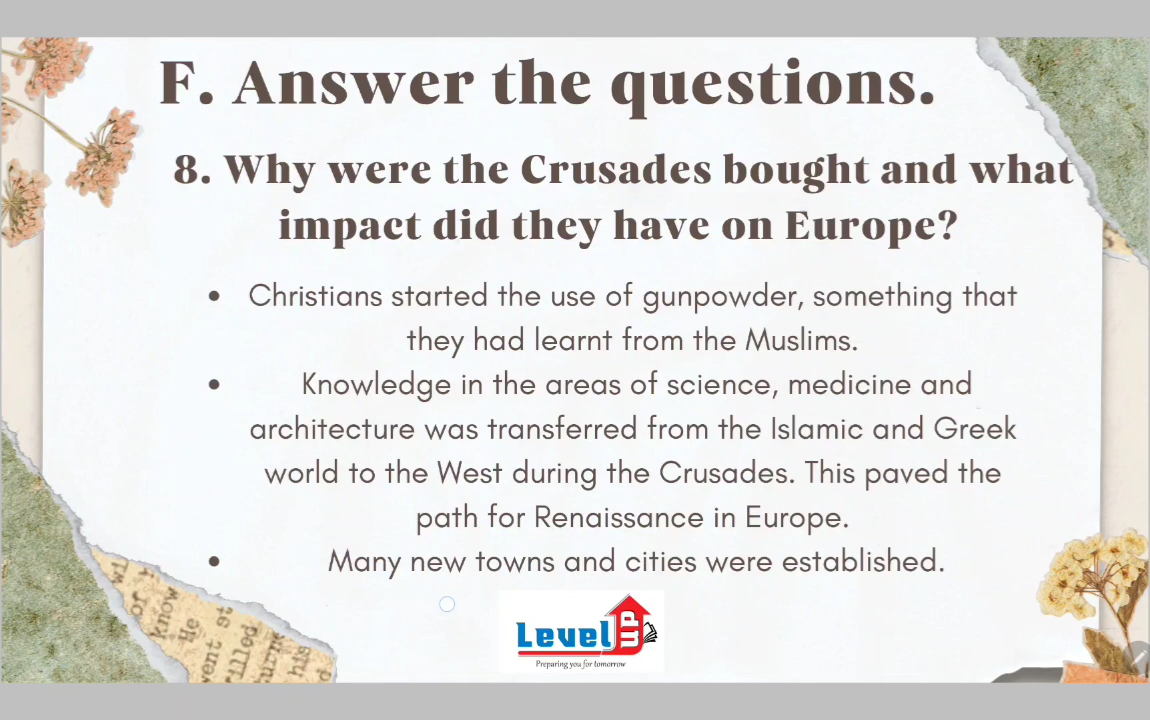 F. Answer the questions.
8. Why were the Crusades bought and what
impact did they have on Europe?
• Christians started the use of gunpowder, something that
they had learnt from the Muslims.
• Knowledge in the areas of science, medicine and
architecture was transferred from the Islamic and Greek
world to the West during the Crusades. This paved the
path for Renaissance in Europe.
• Many new towns and cities were established.
Level UP
Preparing you for tomorrow
or
know
He